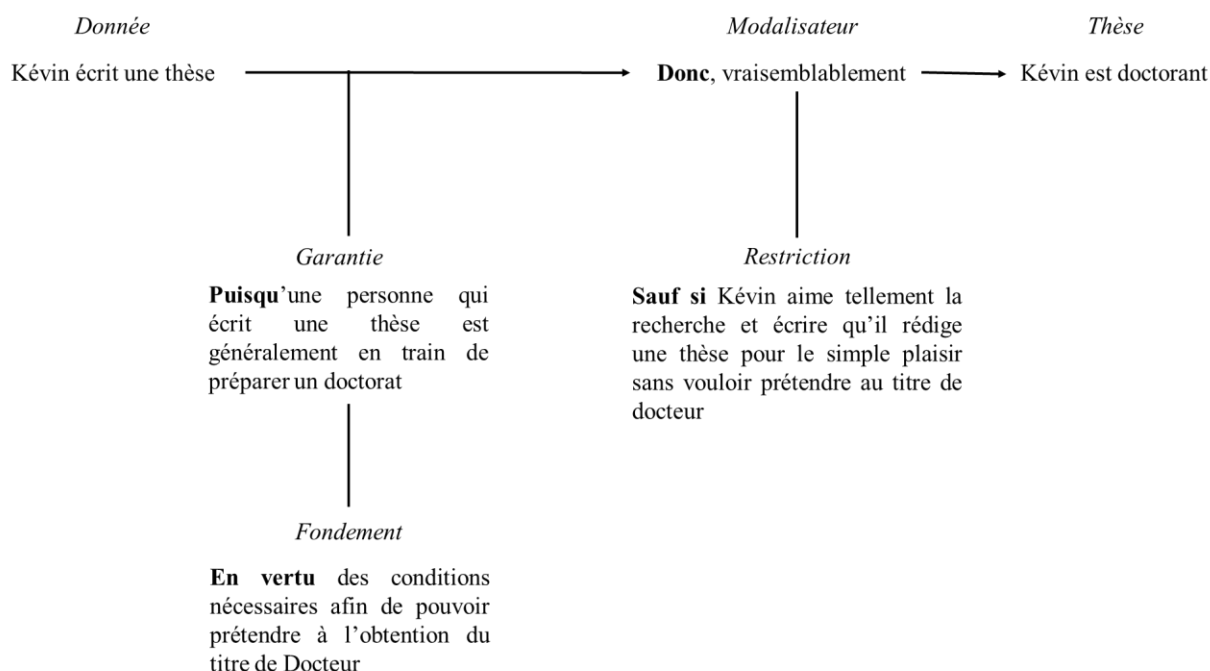 Donnée
Modalisateur
Thèse
Kévin écrit une thèse
Donc, vraisemblablement
Kévin est doctorant
Garantie
Puisqu’une personne qui
écrit une thèse est
généralement en train de
préparer un doctorat
Restriction
Sauf si Kévin aime tellement la
recherche et écrire qu’il rédige
une thèse pour le simple plaisir
sans vouloir prétendre au titre de
docteur
Fondement
En vertu des conditions
nécessaires afin de pouvoir
prétendre à l’obtention du
titre de Docteur